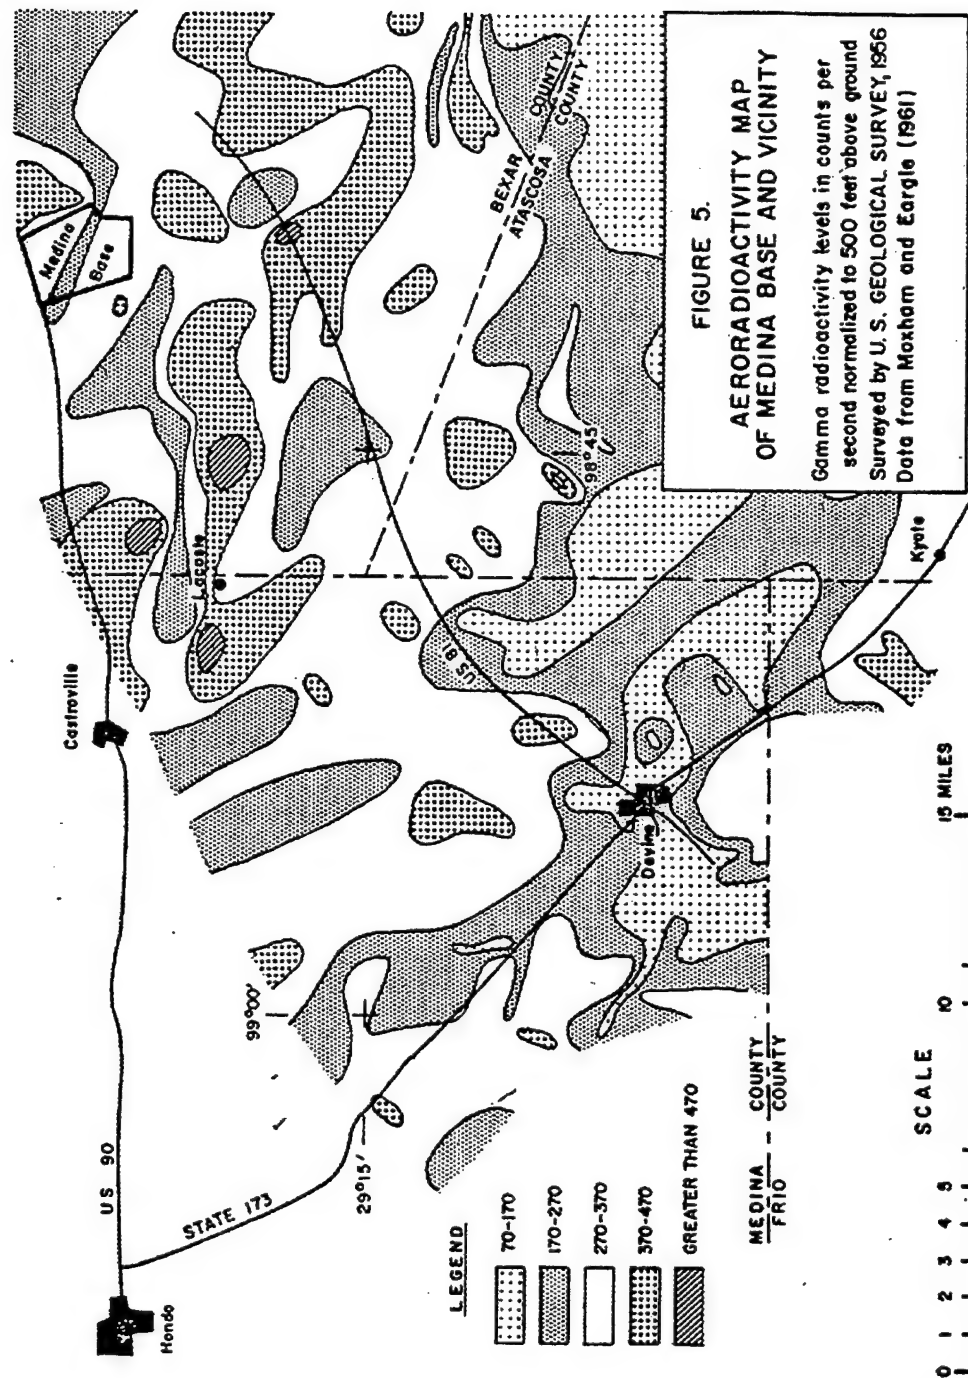 FIGURE 5.
AERORADIOACTIVITY MAP
OF MEDINA BASE AND VICINITY
Gamma radioactivity levels in counts per
second normalized to 500 feet above ground
Surveyed by U.S. GEOLOGICAL SURVEY, 1956
Data from Moxham and Eargle (1961)
Medina
Base
BEXAR COUNTY
ATASCOSA COUNTY
Castroville
Lacoste
US 81
98°45'
Kyote
Devine
99°00'
29°15'
US 90
STATE 173
Hondo
MEDINA COUNTY
FRIO COUNTY
LEGEND
70-170
170-270
270-370
370-470
GREATER THAN 470
SCALE
0 1 2 3 4 5 10 15 MILES